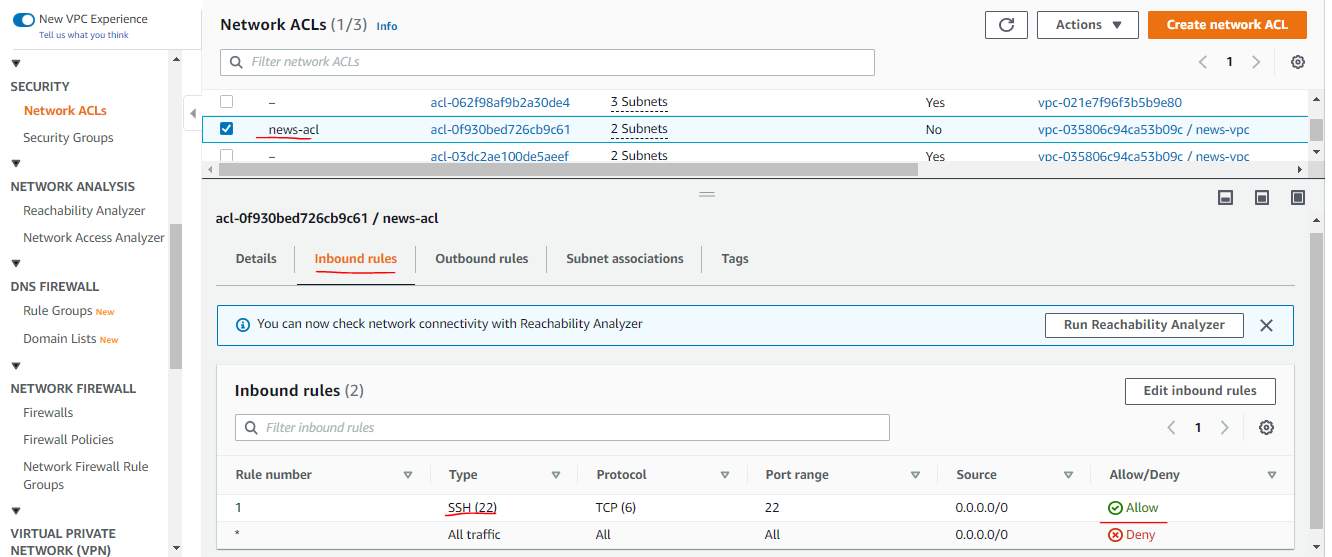 New VPC Experience
Tell us what you think
SECURITY
Network ACLs
Security Groups
NETWORK ANALYSIS
Reachability Analyzer
Network Access Analyzer
DNS FIREWALL
Rule Groups New
Domain Lists New
NETWORK FIREWALL
Firewalls
Firewall Policies
Network Firewall Rule
Groups
VIRTUAL PRIVATE
NETWORK (VPN)
Network ACLs (1/3) Info
Actions
Create network ACL
Filter network ACLs
1
– acl-062f98af9b2a30de4 3 Subnets Yes vpc-021e7f96f3b5b9e80
news-acl acl-0f930bed726cb9c61 2 Subnets No vpc-035806c94ca53b09c / news-vpc
– acl-03dc2ae100de5aeef 2 Subnets Yes vpc-035806c94ca53b09c / news-vpc
acl-0f930bed726cb9c61 / news-acl
Details Inbound rules Outbound rules Subnet associations Tags
You can now check network connectivity with Reachability Analyzer
Run Reachability Analyzer
Inbound rules (2)
Edit inbound rules
Filter inbound rules
1
Rule number Type Protocol Port range Source Allow/Deny
1 SSH (22) TCP (6) 22 0.0.0.0/0 Allow
* All traffic All All 0.0.0.0/0 Deny